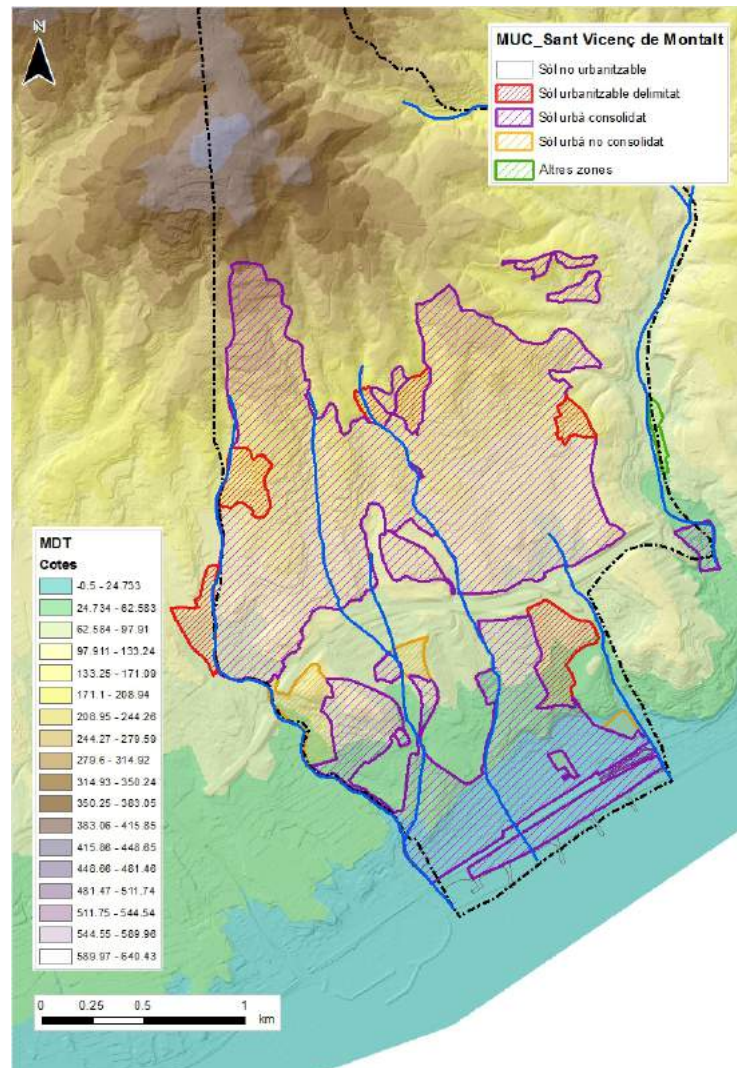 N
MUC_Sant Vicenç de Montalt
Sòl no urbanitzable
Sòl urbanitzable delimitat
Sòl urbà consolidat
Sòl urbà no consolidat
Altres zones
MDT
Cotes
-0.5 - 24.733
24.734 - 62.583
62.584 - 97.91
97.911 - 133.24
133.25 - 171.09
171.1 - 208.94
208.95 - 244.26
244.27 - 279.59
279.6 - 314.92
314.93 - 350.24
350.25 - 383.05
383.06 - 415.85
415.86 - 448.65
448.66 - 481.46
481.47 - 511.74
511.75 - 544.54
544.55 - 589.96
589.97 - 640.43
0 0.25 0.5 1
km